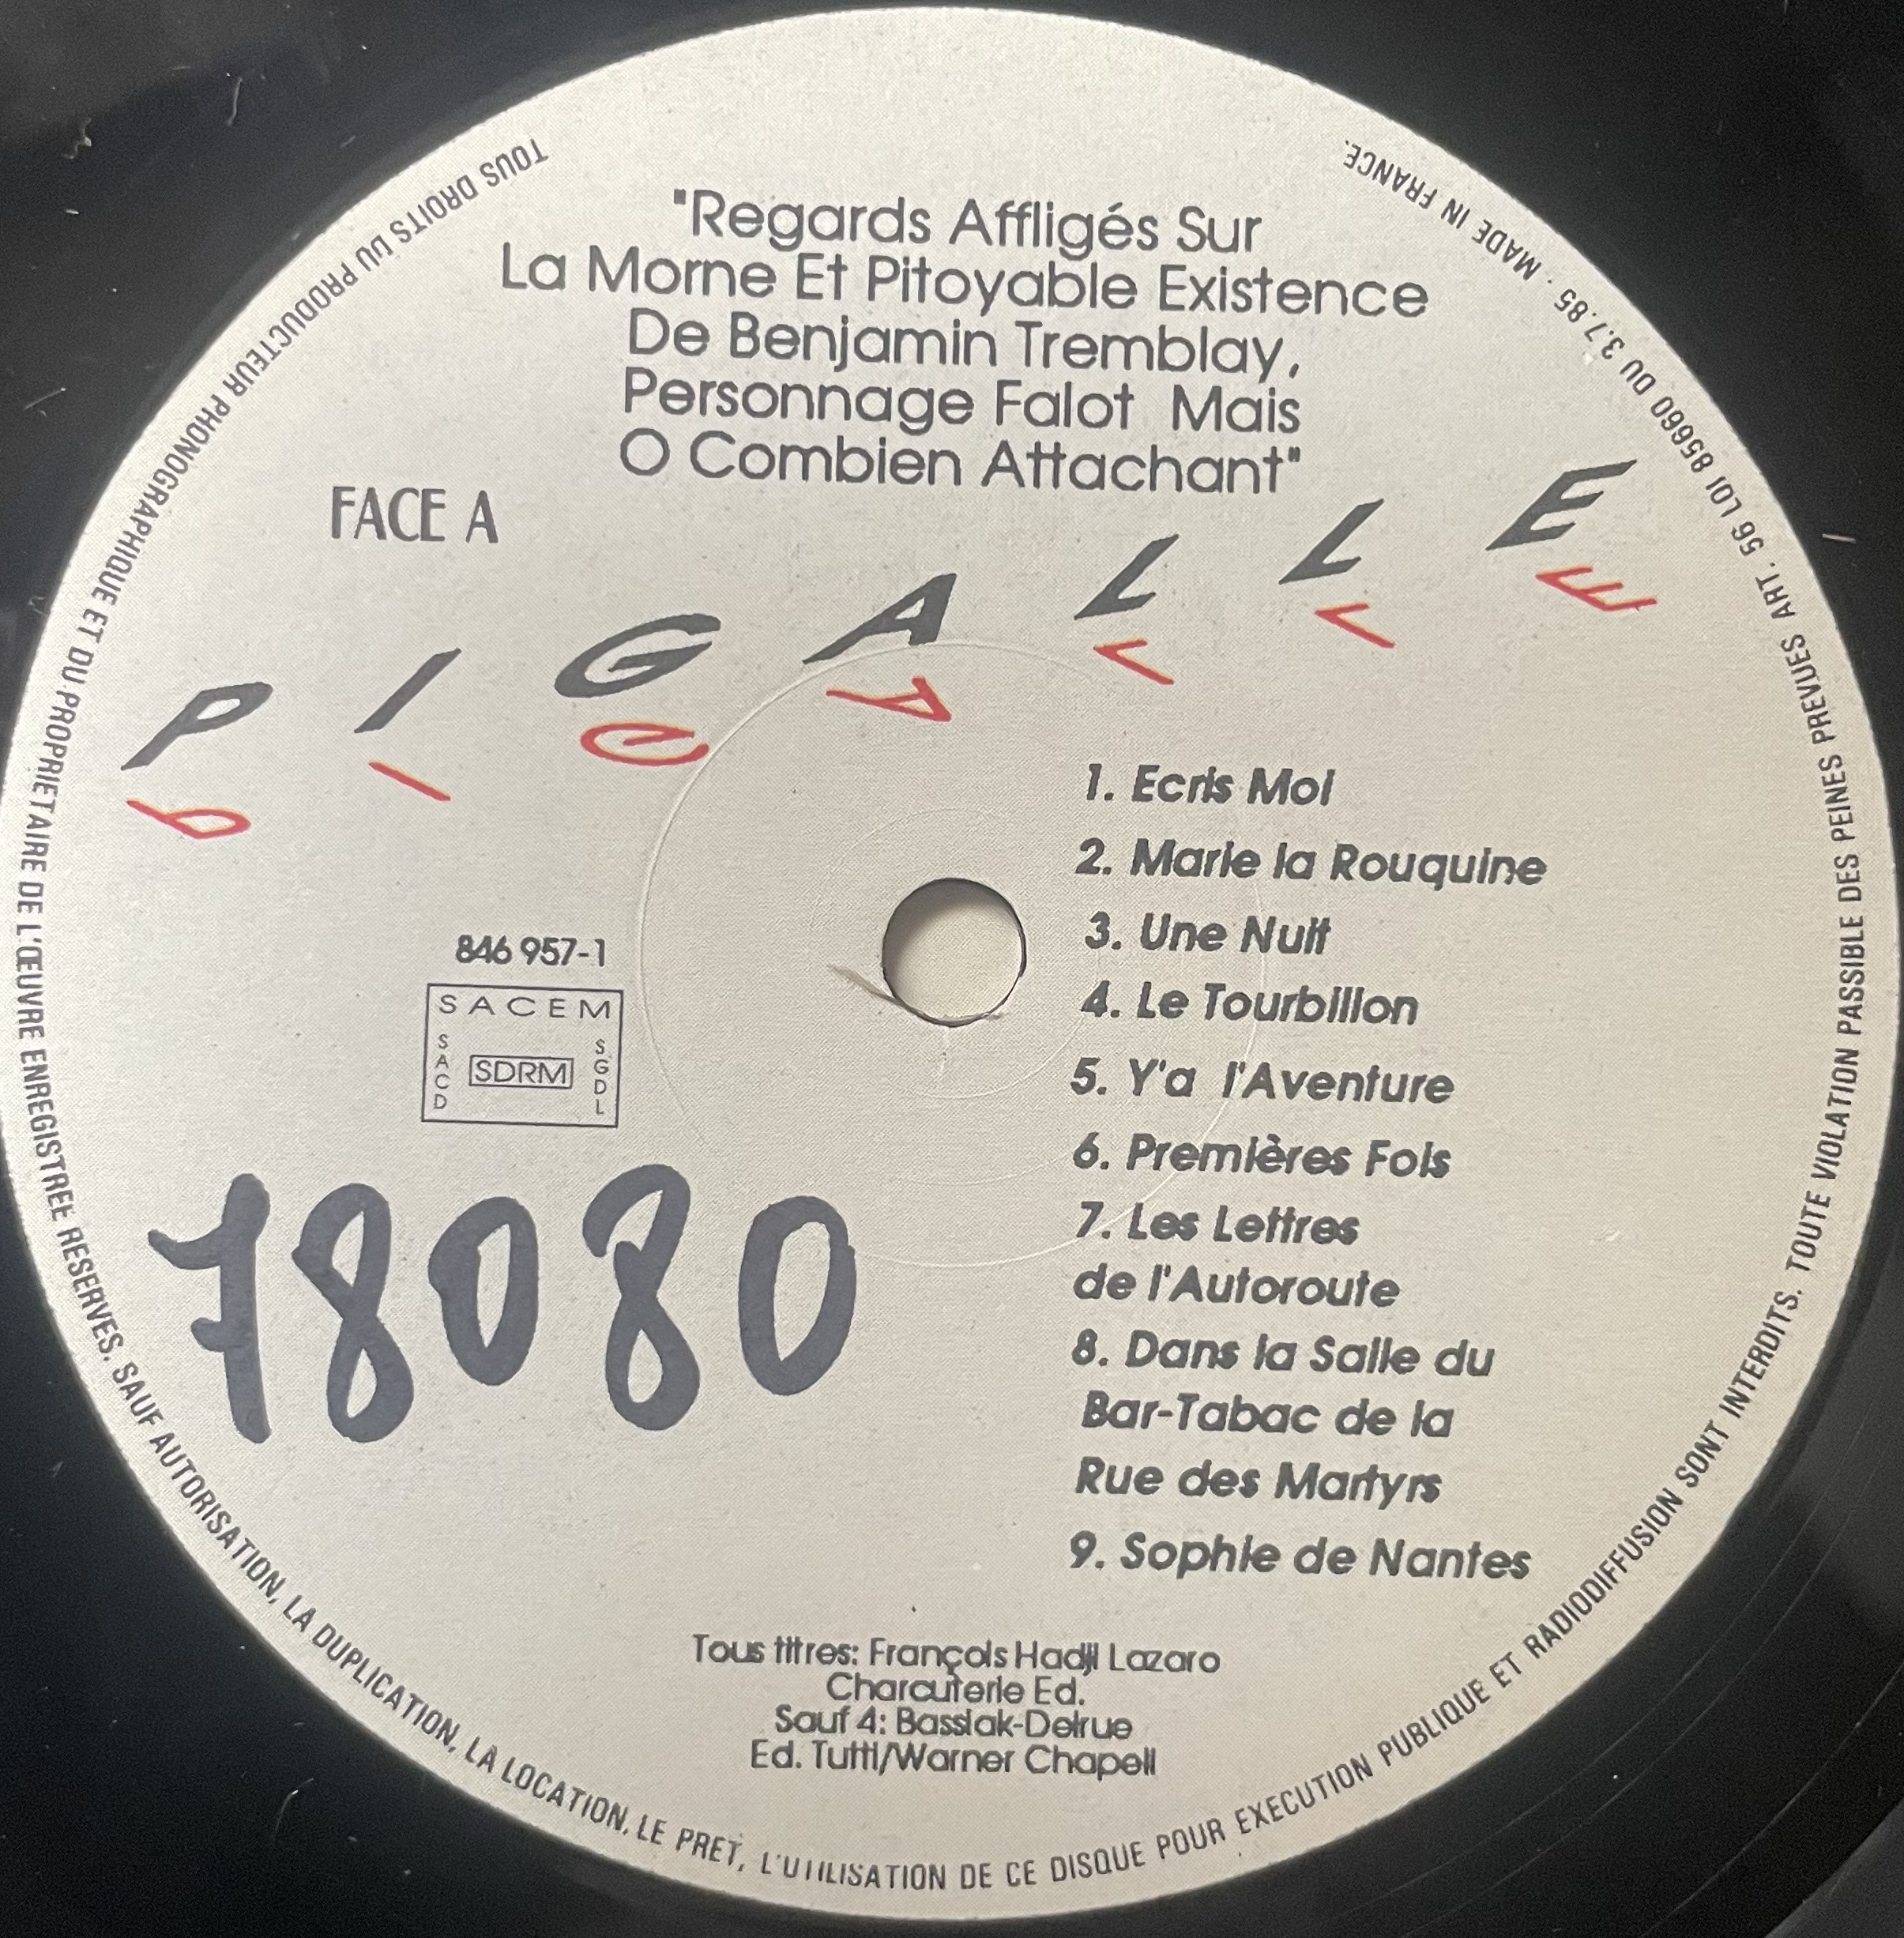 "Regards Affligés Sur
La Morne Et Pitoyable Existence
De Benjamin Tremblay,
Personnage Falot Mais
O Combien Attachant"
FACE A
PIGALLE
PIGALLE
846 957-1
SACEM
SACD
SDRM
SGDL
78080
1. Ecris Moi
2. Marie la Rouquine
3. Une Nuit
4. Le Tourbillon
5. Y'a l'Aventure
6. Premières Fois
7. Les Lettres
de l'Autoroute
8. Dans la Salle du
Bar-Tabac de la
Rue des Martyrs
9. Sophie de Nantes
Tous titres: François Hadji Lazaro
Charcuterie Ed.
Sauf 4: Bassiak-Delrue
Ed. Tutti/Warner Chapell
TOUS DROITS DU PRODUCTEUR PHONOGRAPHIQUE ET DU PROPRIETAIRE DE L'ŒUVRE ENREGISTREE RESERVES. SAUF AUTORISATION, LA DUPLICATION, LA LOCATION, LE PRET, L'UTILISATION DE CE DISQUE POUR EXECUTION PUBLIQUE ET RADIODIFFUSION SONT INTERDITS. TOUTE VIOLATION PASSIBLE DES PEINES PREVUES ART. 56 LOI 85660 DU 3.7.85 . MADE IN FRANCE.